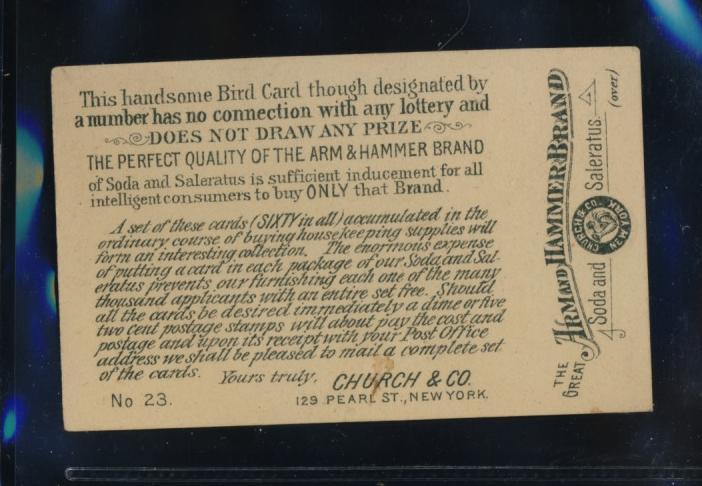 This handsome Bird Card though designated by
a number has no connection with any lottery and
DOES NOT DRAW ANY PRIZE
THE PERFECT QUALITY OF THE ARM & HAMMER BRAND
of Soda and Saleratus is sufficient inducement for all
intelligent consumers to buy ONLY that Brand.
A set of these cards (SIXTY in all) accumulated in the
ordinary course of buying housekeeping supplies will
form an interesting collection. The enormous expense
of putting a card in each package of our Soda and Sal-
eratus prevents our furnishing each one of the many
thousand applicants with an entire set free. Should
all the cards be desired immediately a dime or five
two cent postage stamps will about pay the cost and
postage and upon its receipt with your Post Office
address we shall be pleased to mail a complete set
of the cards. Yours truly, CHURCH & CO.
No 23. 129 PEARL ST., NEW YORK.
THE GREAT
ARM AND HAMMER BRAND
Soda and Saleratus.
CHURCH & CO.
NEW YORK
(over)